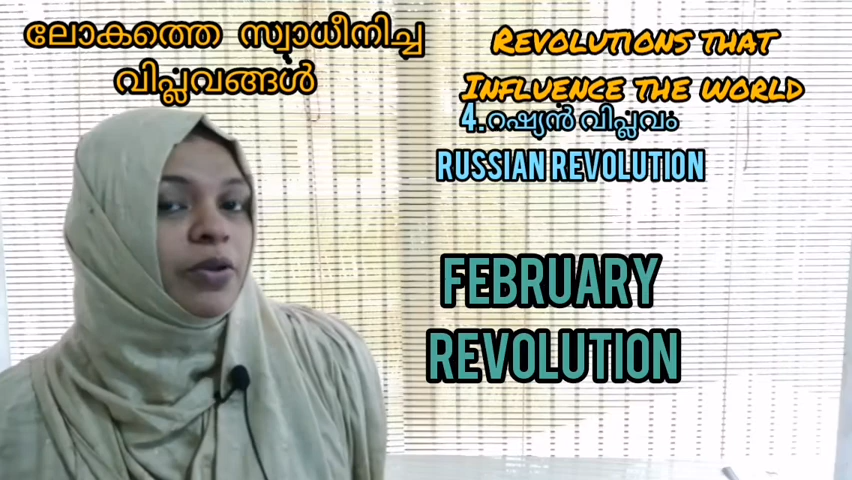 ലോകത്തെ സ്വാധീനിച്ച
വിപ്ലവങ്ങൾ
REVOLUTIONS THAT
INFLUENCE THE WORLD
4.റഷ്യൻ വിപ്ലവം
RUSSIAN REVOLUTION
FEBRUARY
REVOLUTION